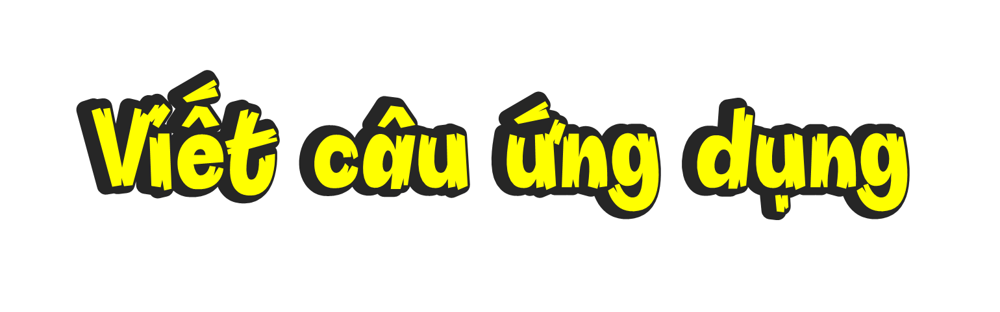 Viết câu ứng dụng